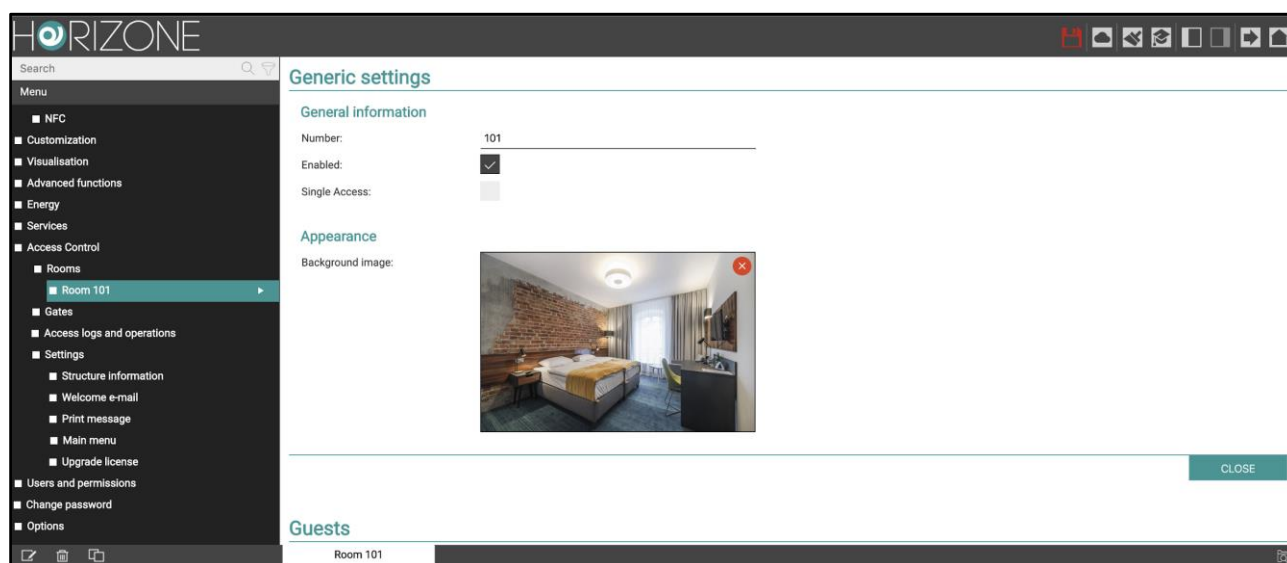 HORIZONE
Search
Menu
NFC
Customization
Visualisation
Advanced functions
Energy
Services
Access Control
Rooms
Room 101
Gates
Access logs and operations
Settings
Structure information
Welcome e-mail
Print message
Main menu
Upgrade license
Users and permissions
Change password
Options
Generic settings
General information
Number: 101
Enabled:
Single Access:
Appearance
Background image:
CLOSE
Guests
Room 101